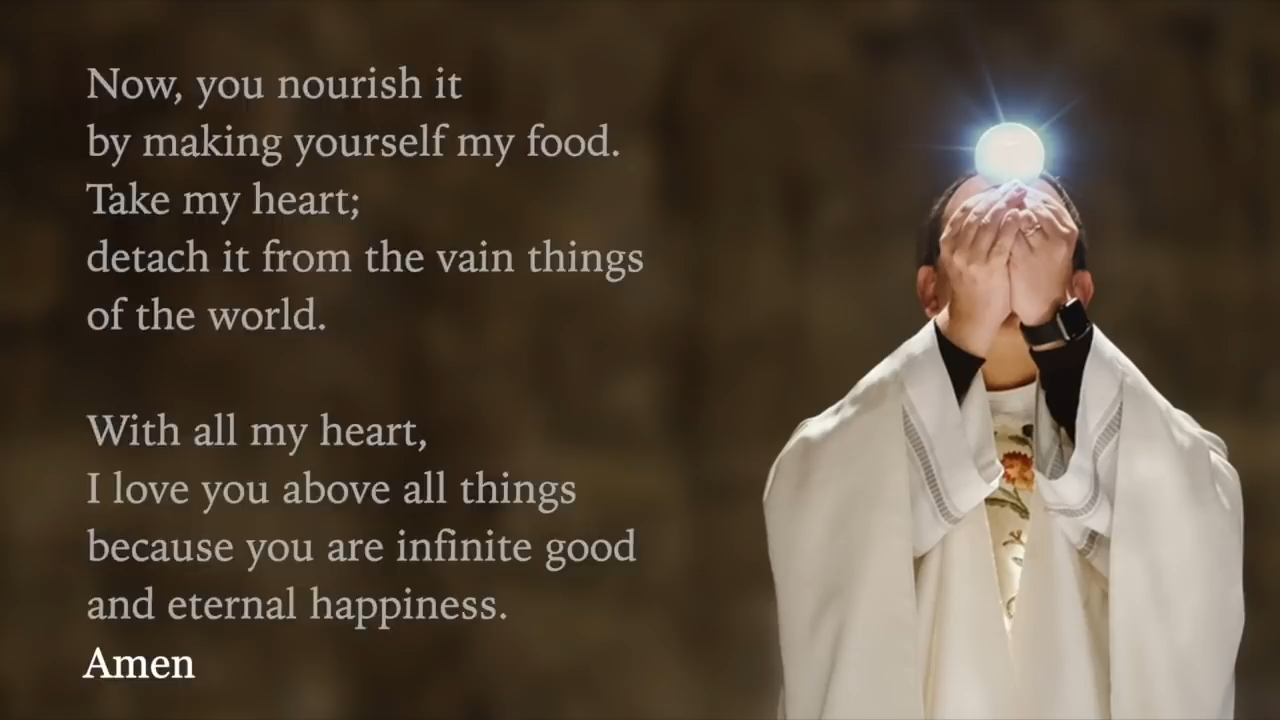 Now, you nourish it
by making yourself my food.
Take my heart;
detach it from the vain things
of the world.
With all my heart,
I love you above all things
because you are infinite good
and eternal happiness.
Amen